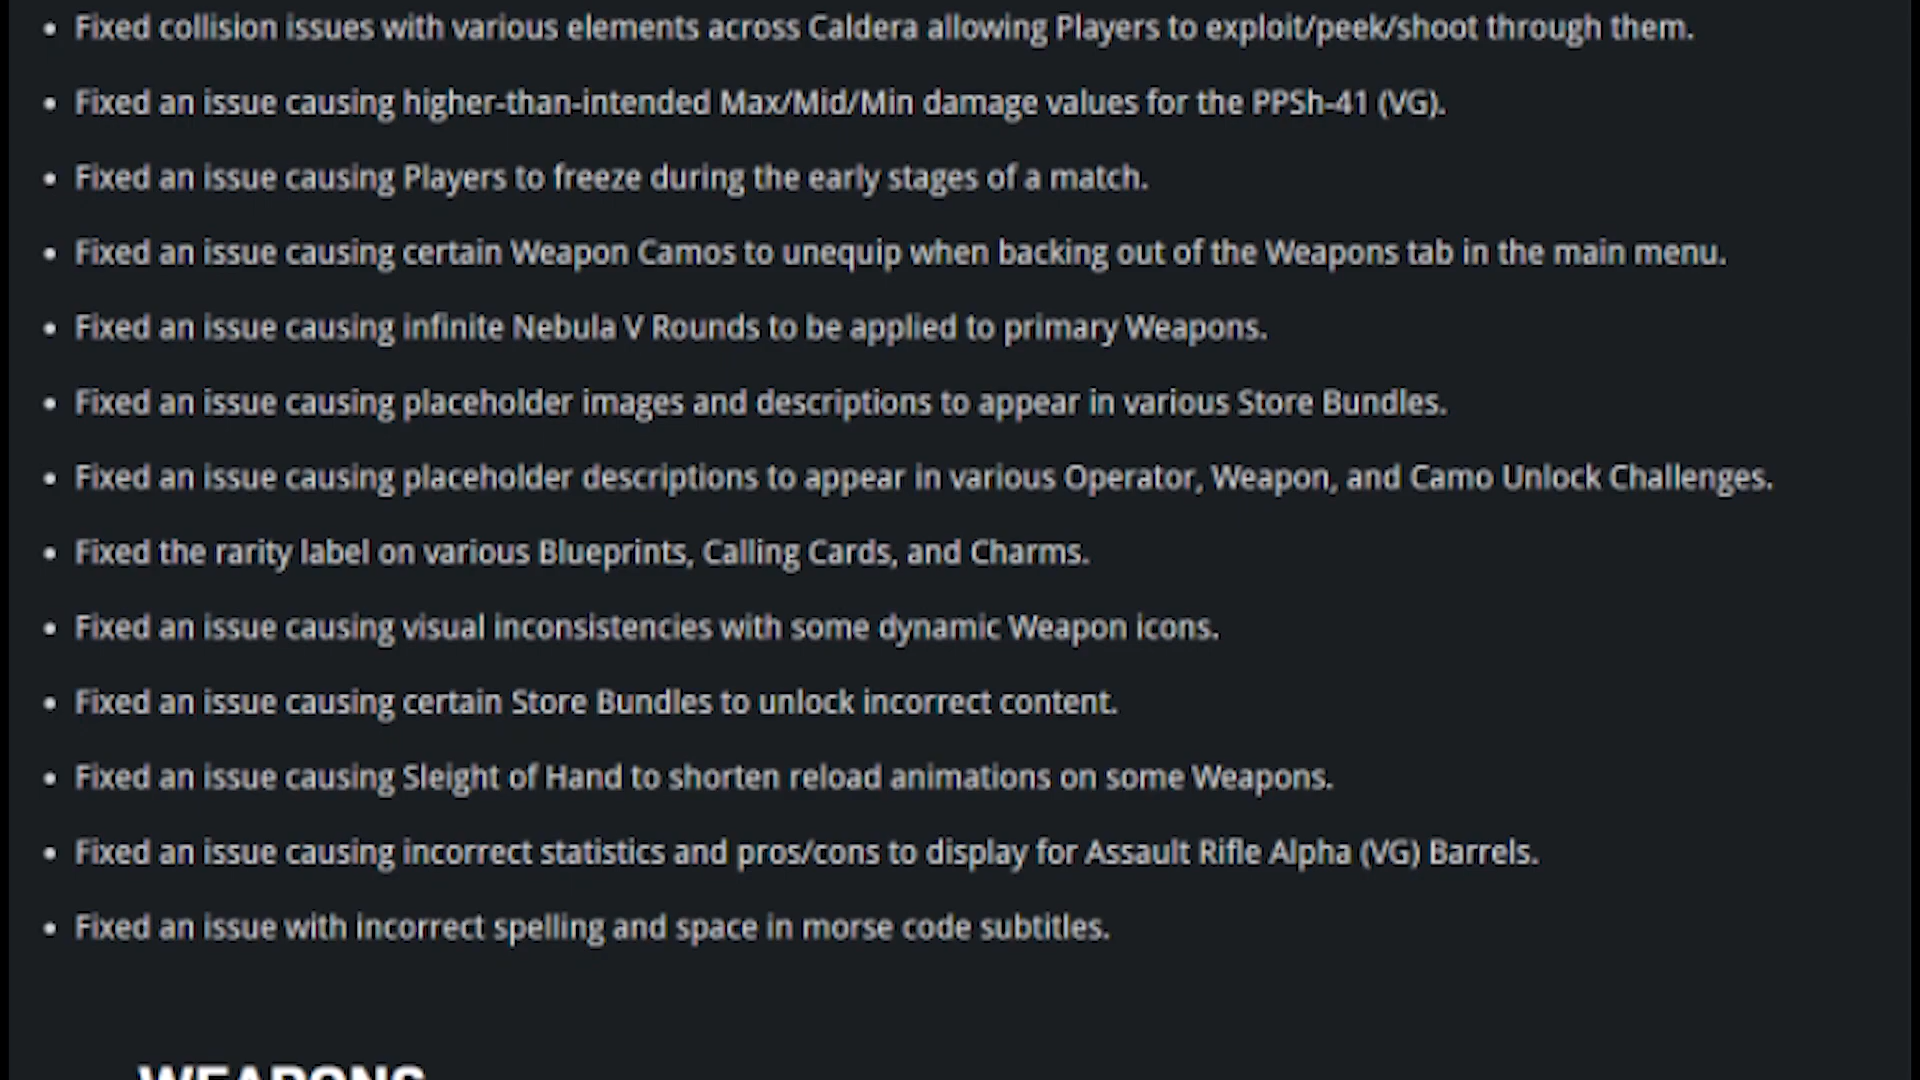 • Fixed collision issues with various elements across Caldera allowing Players to exploit/peek/shoot through them.
• Fixed an issue causing higher-than-intended Max/Mid/Min damage values for the PPSh-41 (VG).
• Fixed an issue causing Players to freeze during the early stages of a match.
• Fixed an issue causing certain Weapon Camos to unequip when backing out of the Weapons tab in the main menu.
• Fixed an issue causing infinite Nebula V Rounds to be applied to primary Weapons.
• Fixed an issue causing placeholder images and descriptions to appear in various Store Bundles.
• Fixed an issue causing placeholder descriptions to appear in various Operator, Weapon, and Camo Unlock Challenges.
• Fixed the rarity label on various Blueprints, Calling Cards, and Charms.
• Fixed an issue causing visual inconsistencies with some dynamic Weapon icons.
• Fixed an issue causing certain Store Bundles to unlock incorrect content.
• Fixed an issue causing Sleight of Hand to shorten reload animations on some Weapons.
• Fixed an issue causing incorrect statistics and pros/cons to display for Assault Rifle Alpha (VG) Barrels.
• Fixed an issue with incorrect spelling and space in morse code subtitles.
WEAPONS